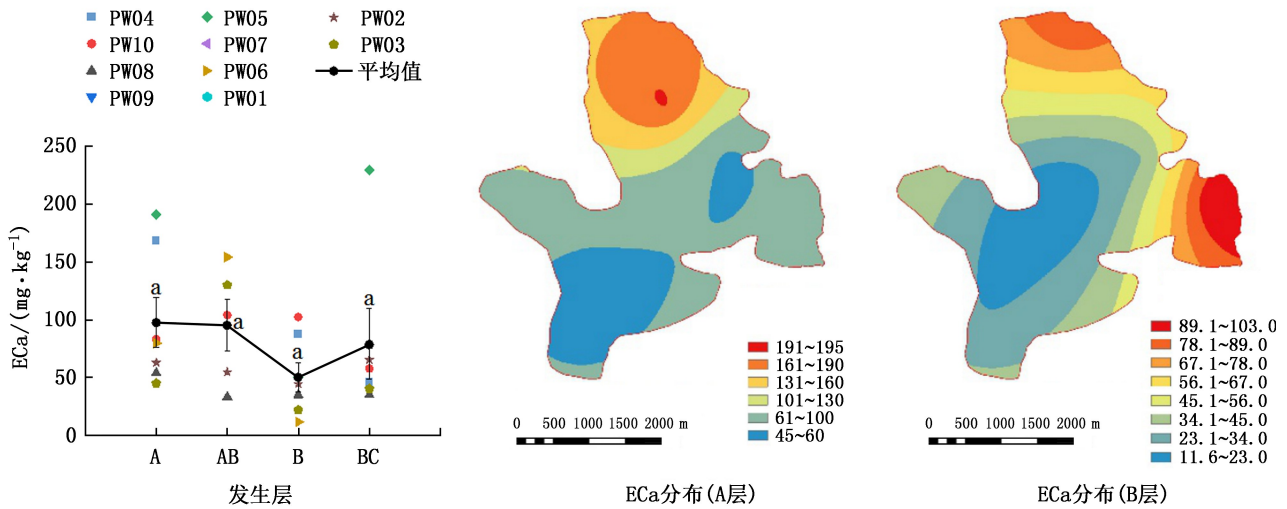 PW04 PW05 PW02
PW10 PW07 PW03
PW08 PW06 平均值
PW09 PW01
ECa/(mg·kg⁻¹)
250
200
150
100
50
0
a
a
a
a
A AB B BC
发生层
191~195
161~190
131~160
101~130
61~100
45~60
0 500 1000 2000 m
ECa分布(A层)
89.1~103.0
78.1~89.0
67.1~78.0
56.1~67.0
45.1~56.0
34.1~45.0
23.1~34.0
11.6~23.0
0 500 1000 2000 m
ECa分布(B层)